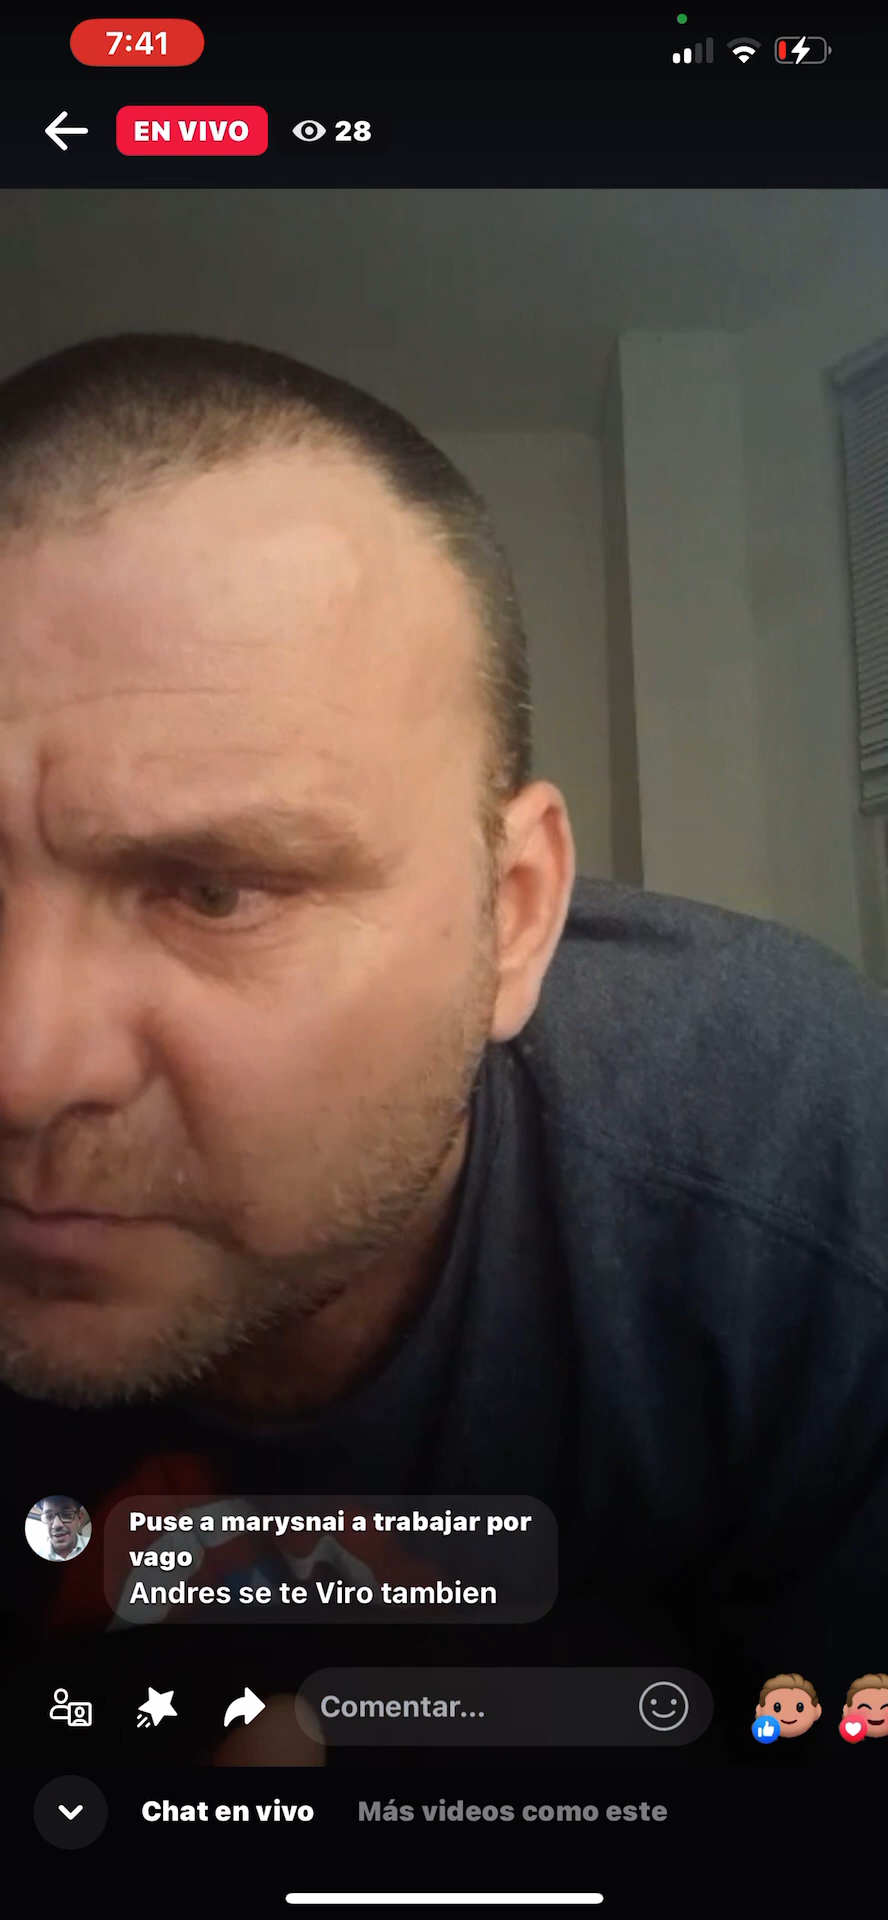 7:41
EN VIVO 28
Puse a marysnai a trabajar por
vago
Andres se te Viro tambien
Comentar...
Chat en vivo Más videos como este